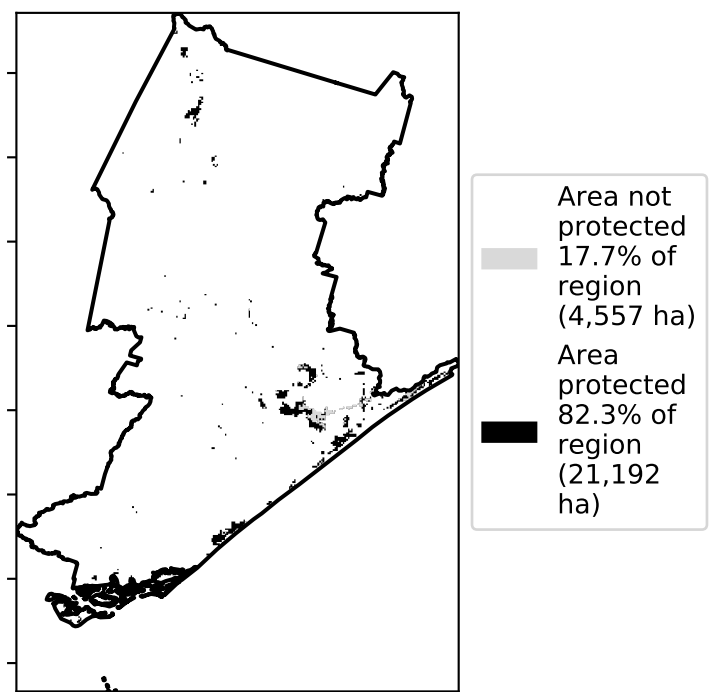 Area not
protected
17.7% of
region
(4,557 ha)
Area
protected
82.3% of
region
(21,192
ha)